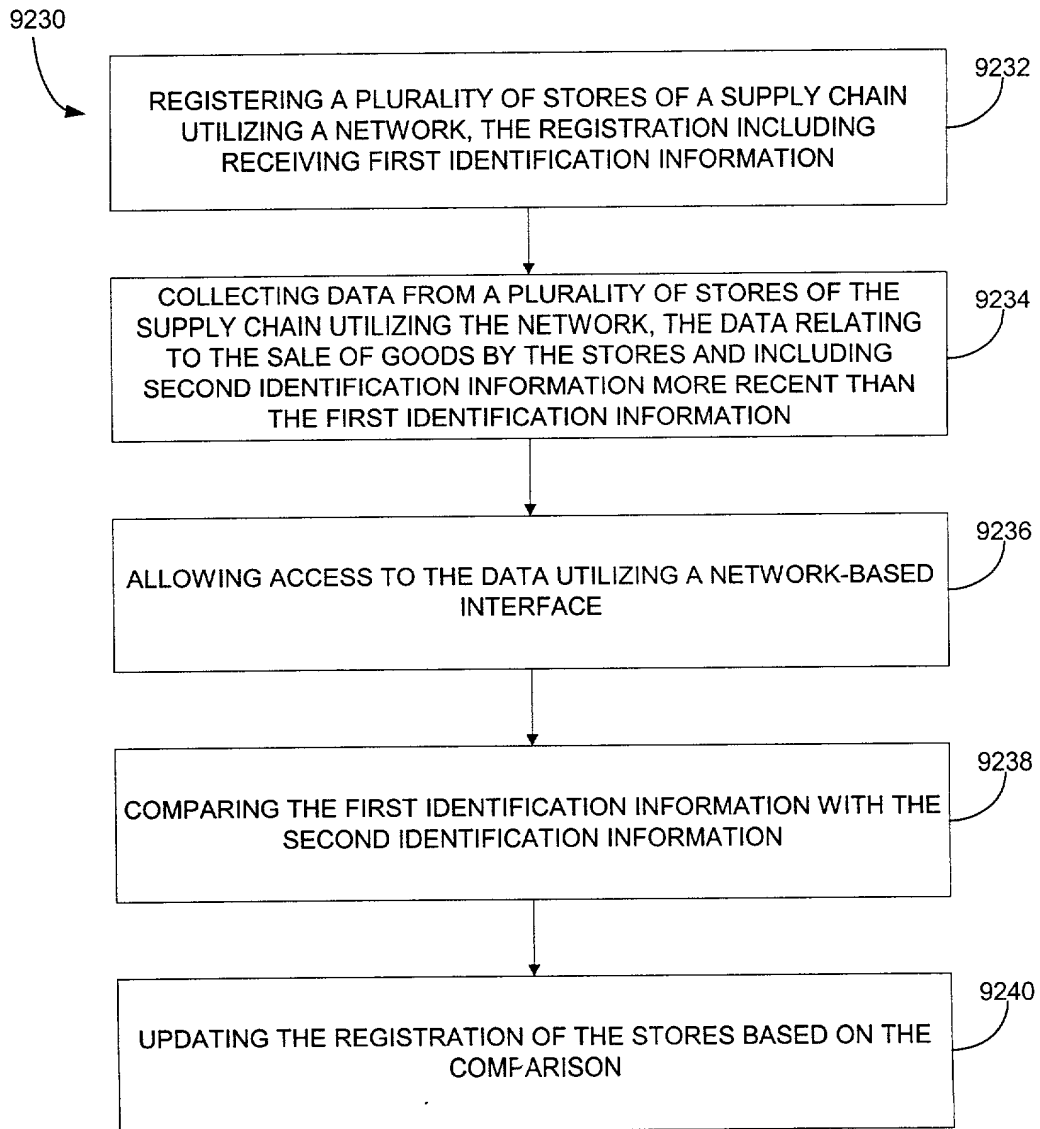 9230
9232
REGISTERING A PLURALITY OF STORES OF A SUPPLY CHAIN
UTILIZING A NETWORK, THE REGISTRATION INCLUDING
RECEIVING FIRST IDENTIFICATION INFORMATION
9234
COLLECTING DATA FROM A PLURALITY OF STORES OF THE
SUPPLY CHAIN UTILIZING THE NETWORK, THE DATA RELATING
TO THE SALE OF GOODS BY THE STORES AND INCLUDING
SECOND IDENTIFICATION INFORMATION MORE RECENT THAN
THE FIRST IDENTIFICATION INFORMATION
9236
ALLOWING ACCESS TO THE DATA UTILIZING A NETWORK-BASED
INTERFACE
9238
COMPARING THE FIRST IDENTIFICATION INFORMATION WITH THE
SECOND IDENTIFICATION INFORMATION
9240
UPDATING THE REGISTRATION OF THE STORES BASED ON THE
COMPARISON